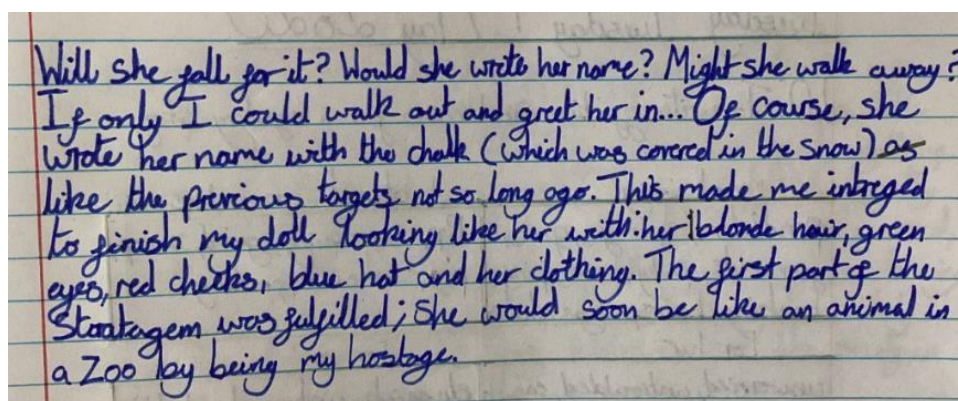 Will she fall for it? Would she wrote her name? Might she walk away?
If only I could walk out and greet her in... Of course, she
wrote her name with the chalk (which was covered in the snow) as
like the previous targets not so long ago. This made me intreged
to finish my doll looking like her with: her blonde hair, green
eyes, red cheeks, blue hat and her clothing. The first part of the
Staatagem was fulfilled; She would soon be like an animal in
a Zoo by being my hostage.